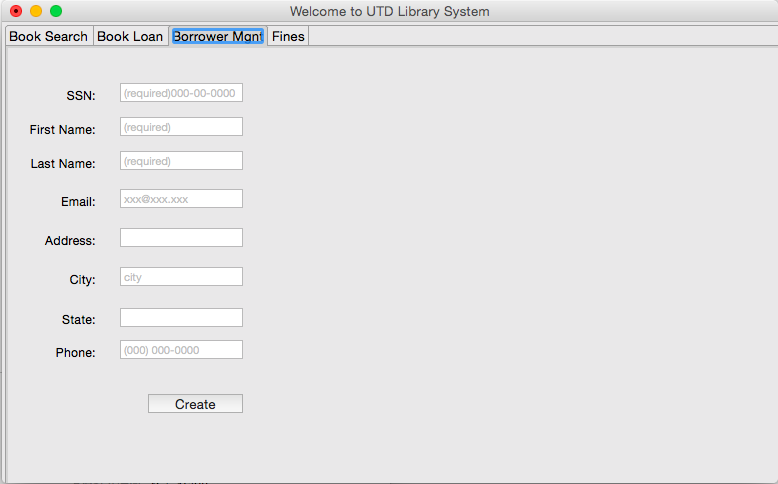 Welcome to UTD Library System
Book Search Book Loan Borrower Mgnt Fines
SSN: (required)000-00-0000
First Name: (required)
Last Name: (required)
Email: xxx@xxx.xxx
Address:
City: city
State:
Phone: (000) 000-0000
Create